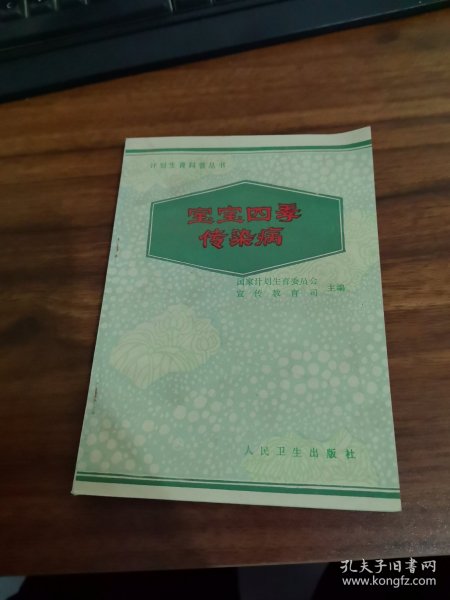 计划生育科普丛书
宝宝四季
传染病
国家计划生育委员会
宣传教育司
主编
人民卫生出版社
孔夫子旧书网
www.kongfz.com